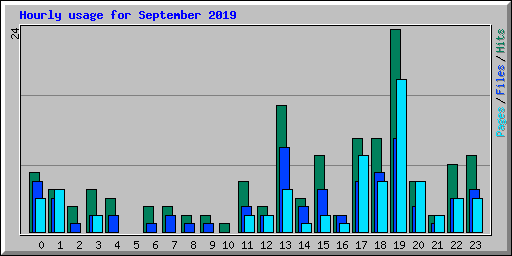 Hourly usage for September 2019
24
Pages/Files/Hits
0 1 2 3 4 5 6 7 8 9 10 11 12 13 14 15 16 17 18 19 20 21 22 23